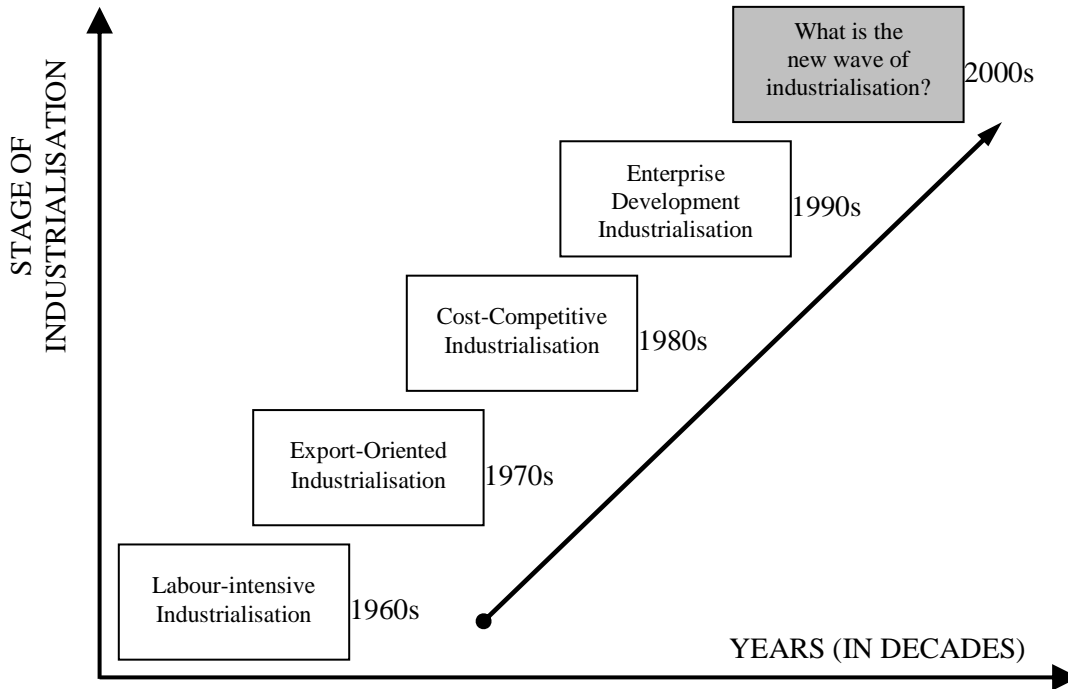 What is the
new wave of
industrialisation?
2000s
Enterprise
Development
Industrialisation
1990s
Cost-Competitive
Industrialisation
1980s
Export-Oriented
Industrialisation
1970s
Labour-intensive
Industrialisation
1960s
STAGE OF
INDUSTRIALISATION
YEARS (IN DECADES)